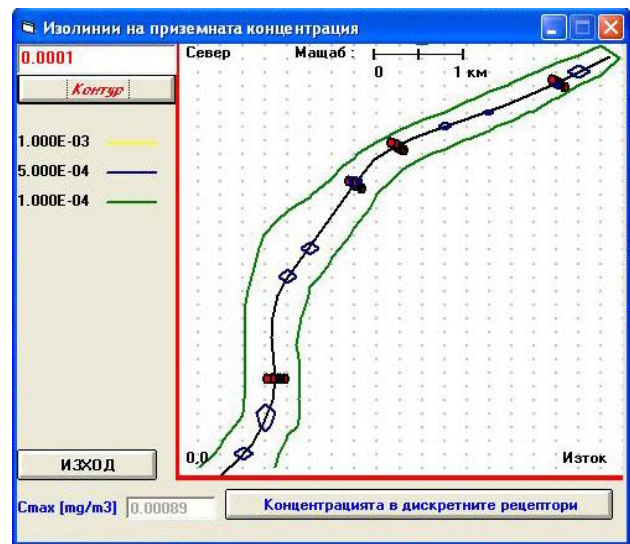 Изолинии на приземната концентрация
0.0001
Контур
1.000E-03
5.000E-04
1.000E-04
Север
Мащаб :
0
1 км
0,0
Изток
ИЗХОД
Cmax [mg/m3]
0.00089
Концентрацията в дискретните рецептори